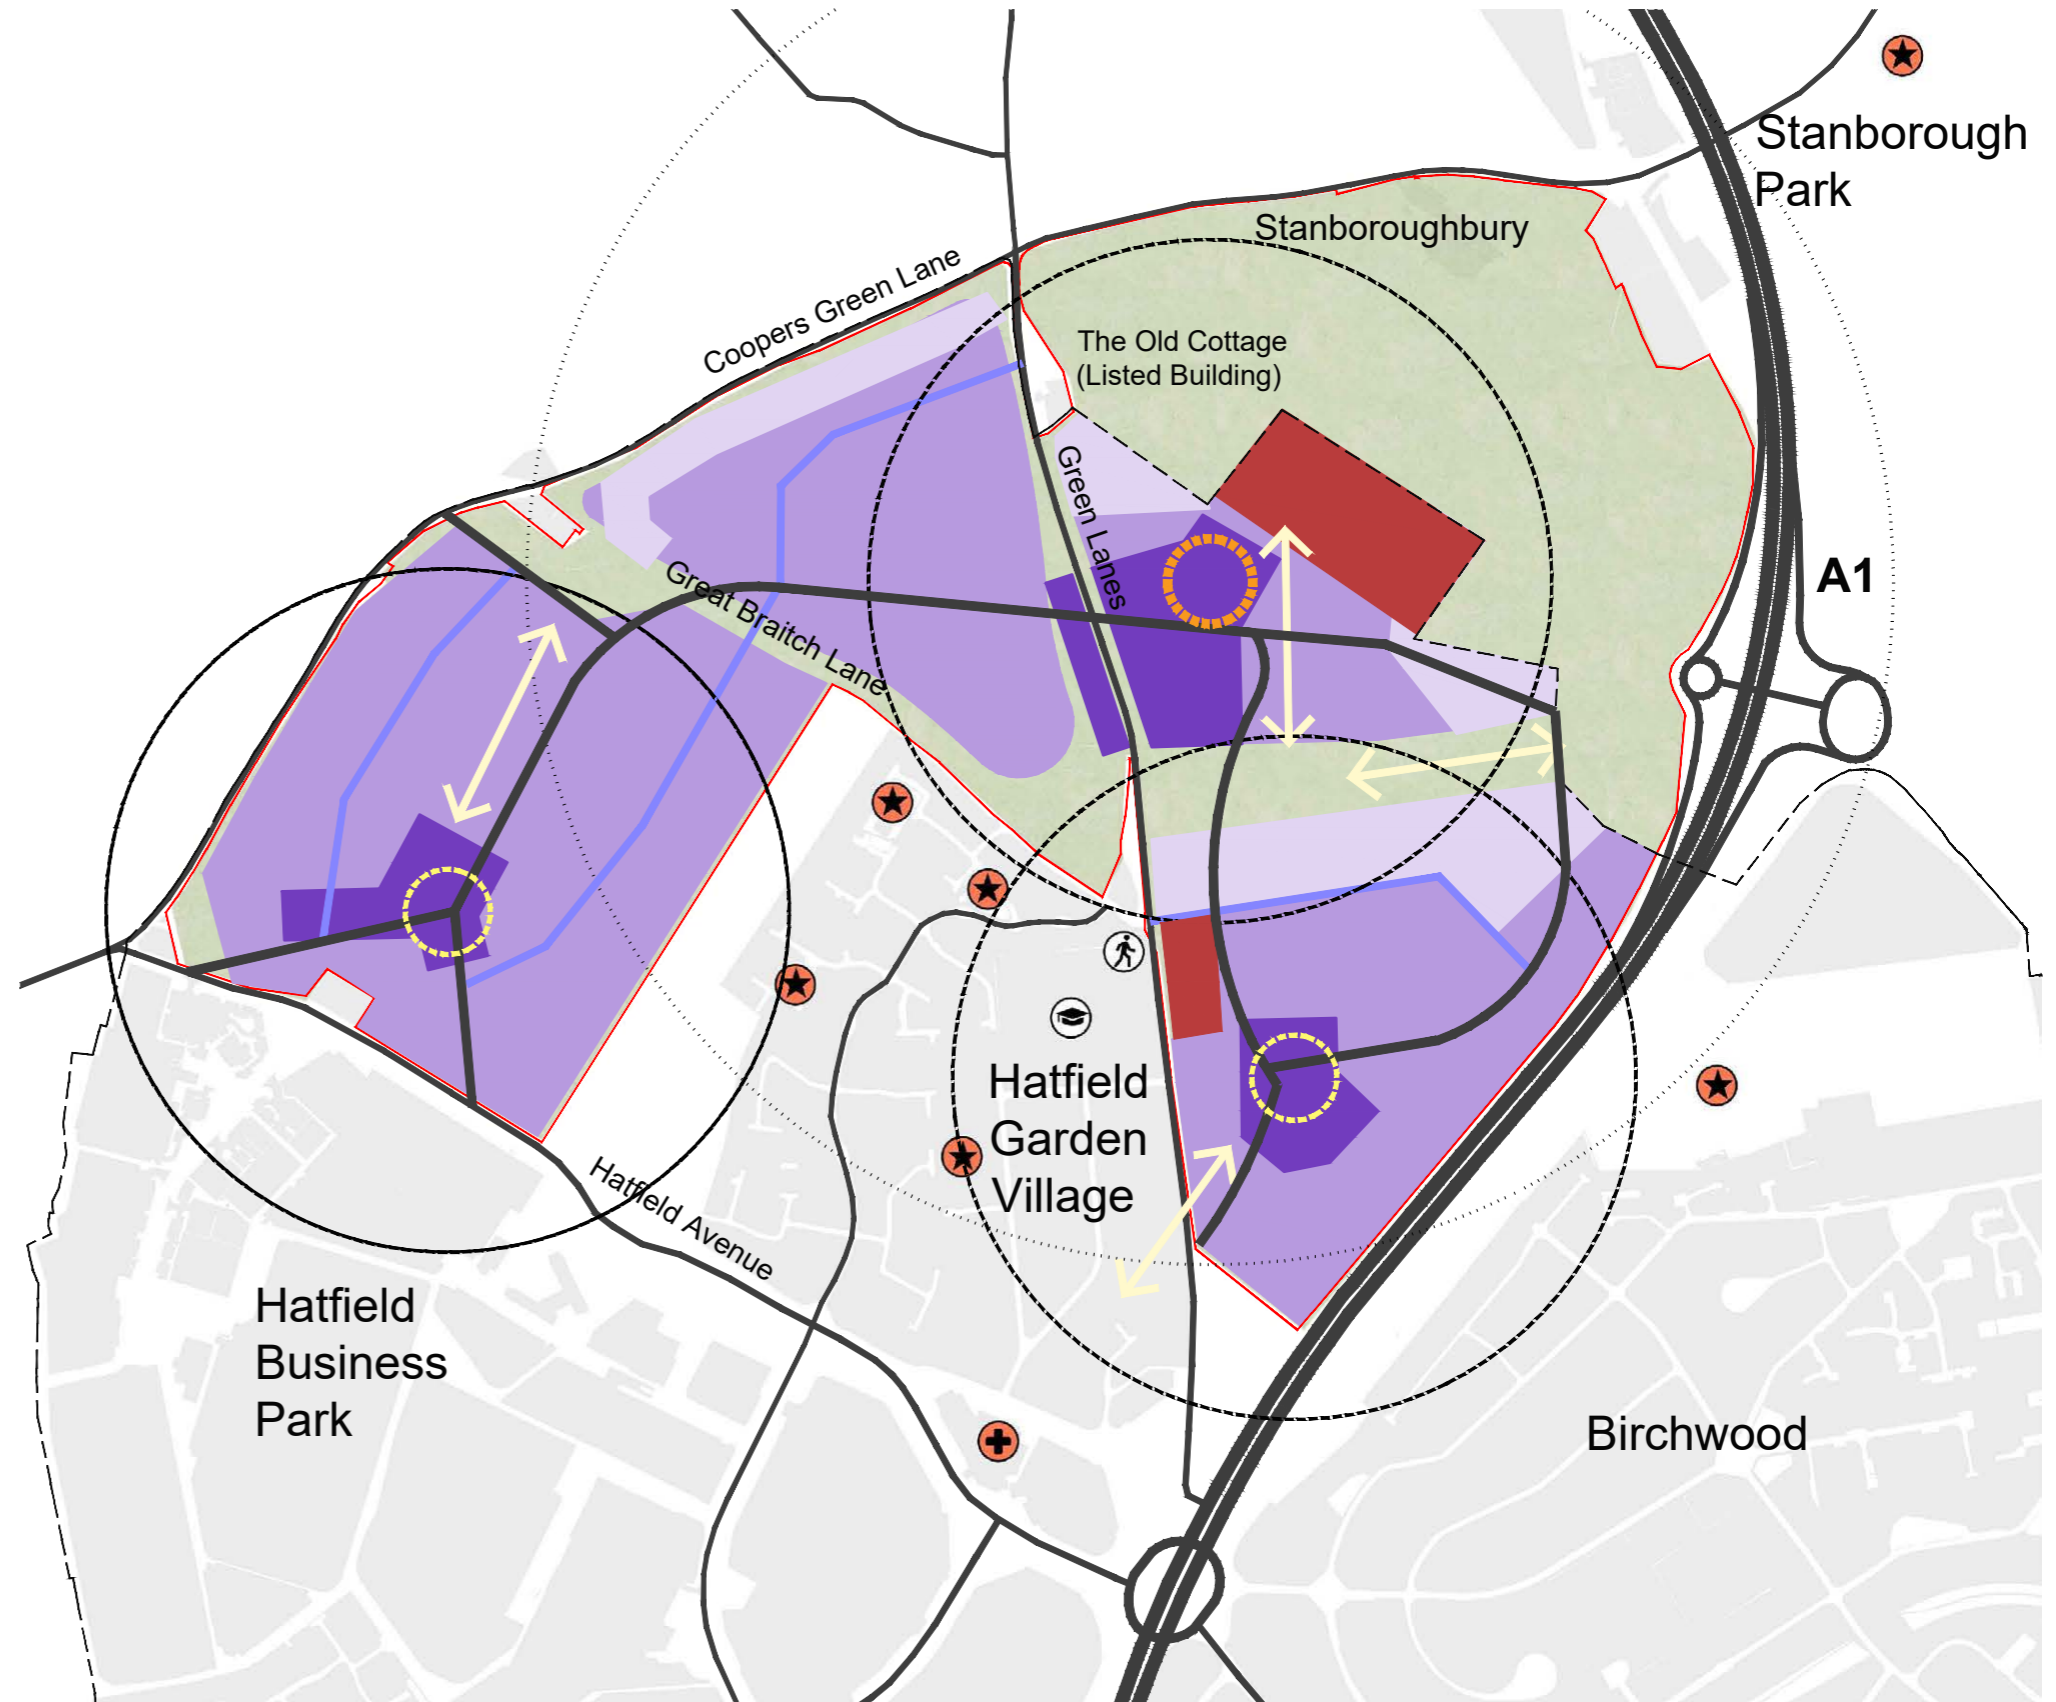 Stanborough
Park
Stanboroughbury
Coopers Green Lane
The Old Cottage
(Listed Building)
Green Lanes
A1
Great Braitch Lane
Hatfield
Garden
Village
Hatfield Avenue
Hatfield
Business
Park
Birchwood